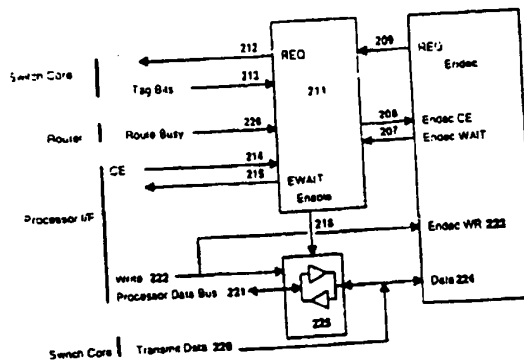 212 REQ 209 REQ
Switch Core Endec
Tag Bits 213
211
Router Route Busy 226 208 Endec CE
207 Endec WAIT
CE 214
215 EWAIT
Enable
Processor I/F
218 Endec WR 222
Write 222
Processor Data Bus 221 Data 224
225
Switch Core Transmit Data